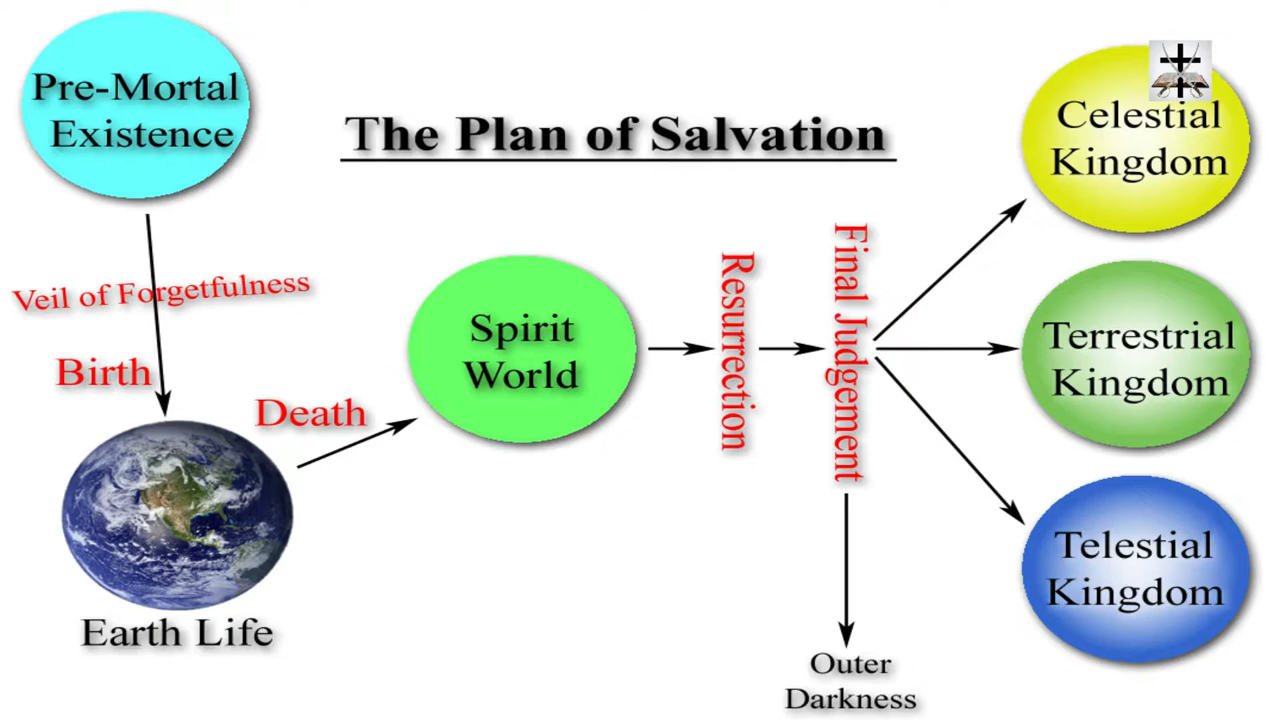 Pre-Mortal
Existence
The Plan of Salvation
Celestial
Kingdom
Veil of Forgetfulness
Birth
Death
Earth Life
Spirit
World
Resurrection
Final Judgement
Terrestrial
Kingdom
Telestial
Kingdom
Outer
Darkness